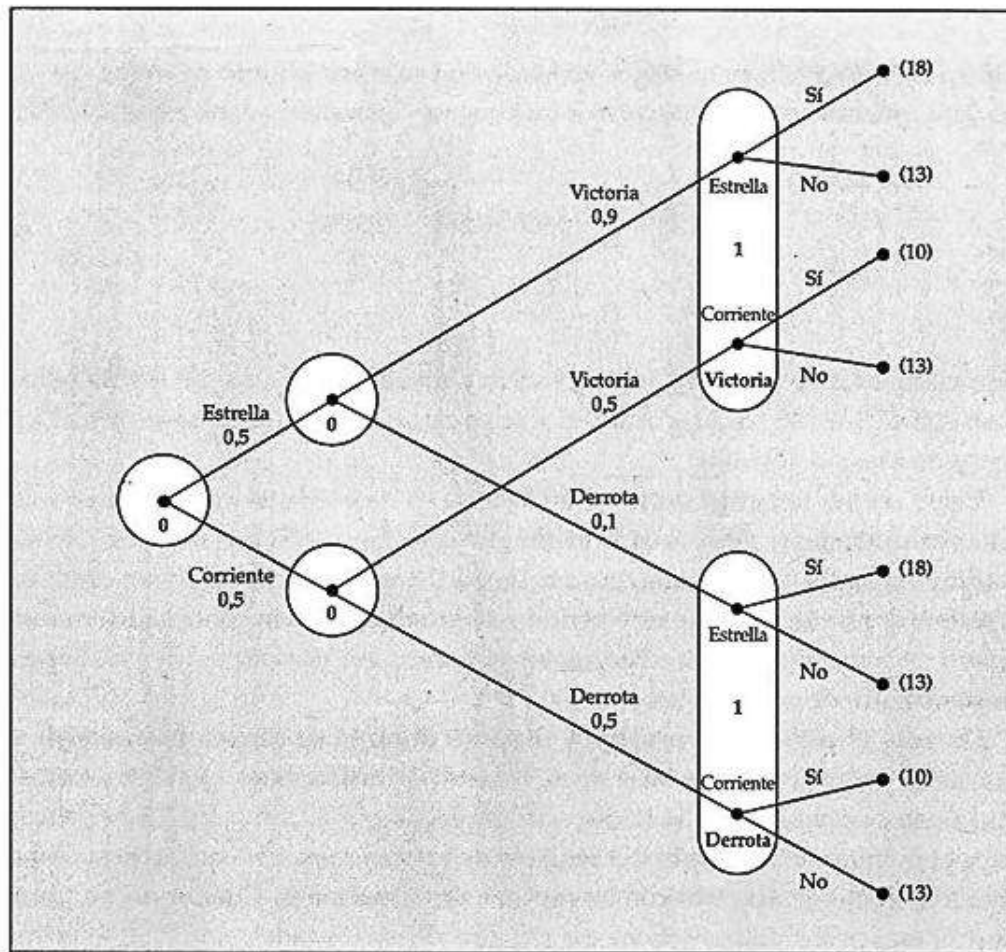 Sí
(18)
Victoria
0,9
Estrella
No
(13)
1
Sí
(10)
Corriente
Victoria
No
(13)
Victoria
0,5
Estrella
0,5
0
0
Corriente
0,5
0
Derrota
0,1
Sí
(18)
Estrella
No
(13)
1
Derrota
0,5
Corriente
Sí
(10)
Derrota
No
(13)